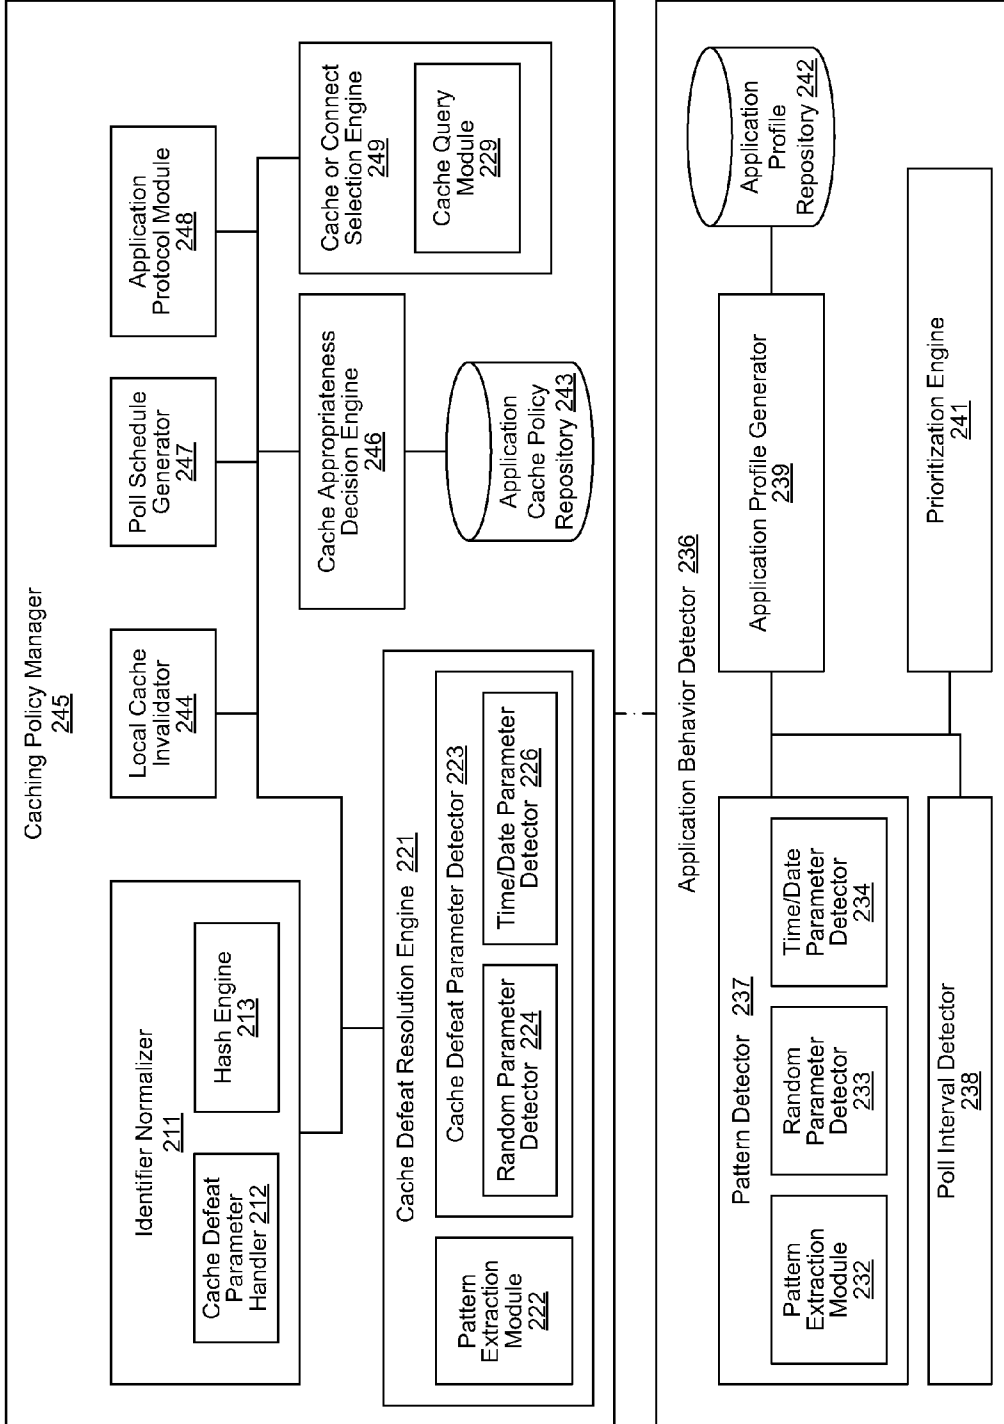 Caching Policy Manager
245
Identifier Normalizer
211
Cache Defeat
Parameter
Handler 212
Hash Engine
213
Local Cache
Invalidator
244
Poll Schedule
Generator
247
Application
Protocol Module
248
Cache Appropriateness
Decision Engine
246
Cache or Connect
Selection Engine
249
Cache Query
Module
229
Application
Cache Policy
Repository 243
Cache Defeat Resolution Engine 221
Pattern
Extraction
Module
222
Cache Defeat Parameter Detector 223
Random Parameter
Detector 224
Time/Date Parameter
Detector 226
Application Behavior Detector 236
Pattern Detector 237
Pattern
Extraction
Module
232
Random
Parameter
Detector
233
Time/Date
Parameter
Detector
234
Application Profile Generator
239
Application
Profile
Repository 242
Poll Interval Detector
238
Prioritization Engine
241